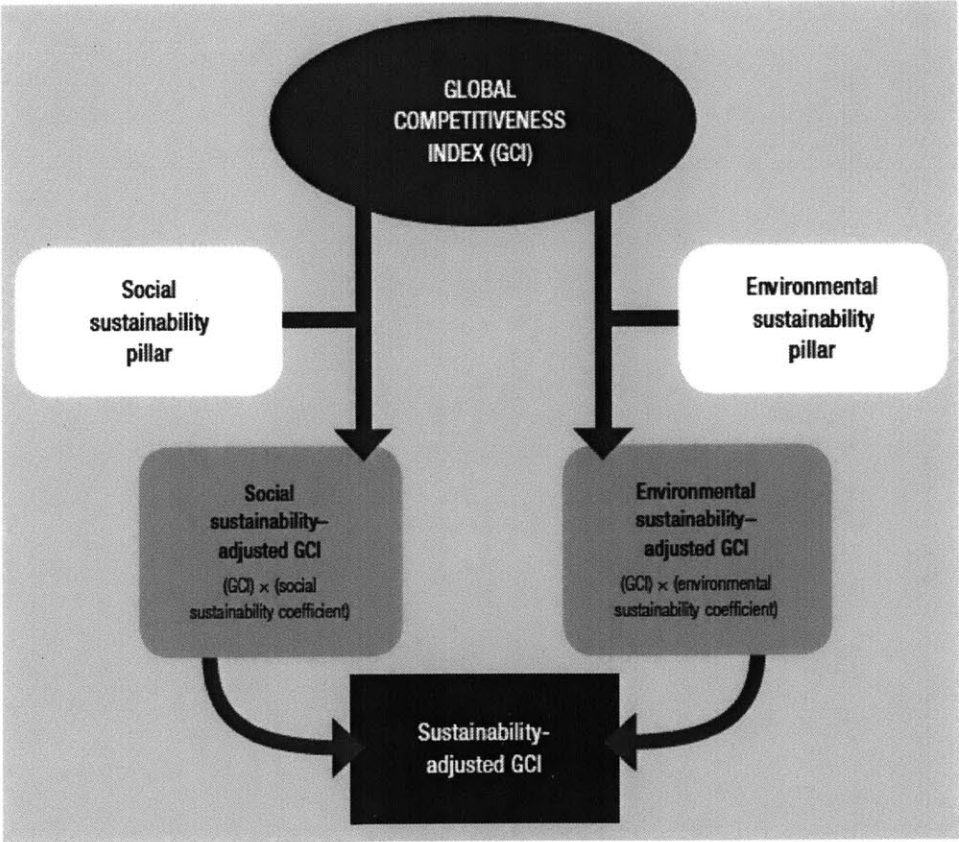 GLOBAL
COMPETITIVENESS
INDEX (GCI)
Social
sustainability
pillar
Environmental
sustainability
pillar
Social
sustainability–
adjusted GCI
(GCI) × (social
sustainability coefficient)
Environmental
sustainability–
adjusted GCI
(GCI) × (environmental
sustainability coefficient)
Sustainability-
adjusted GCI